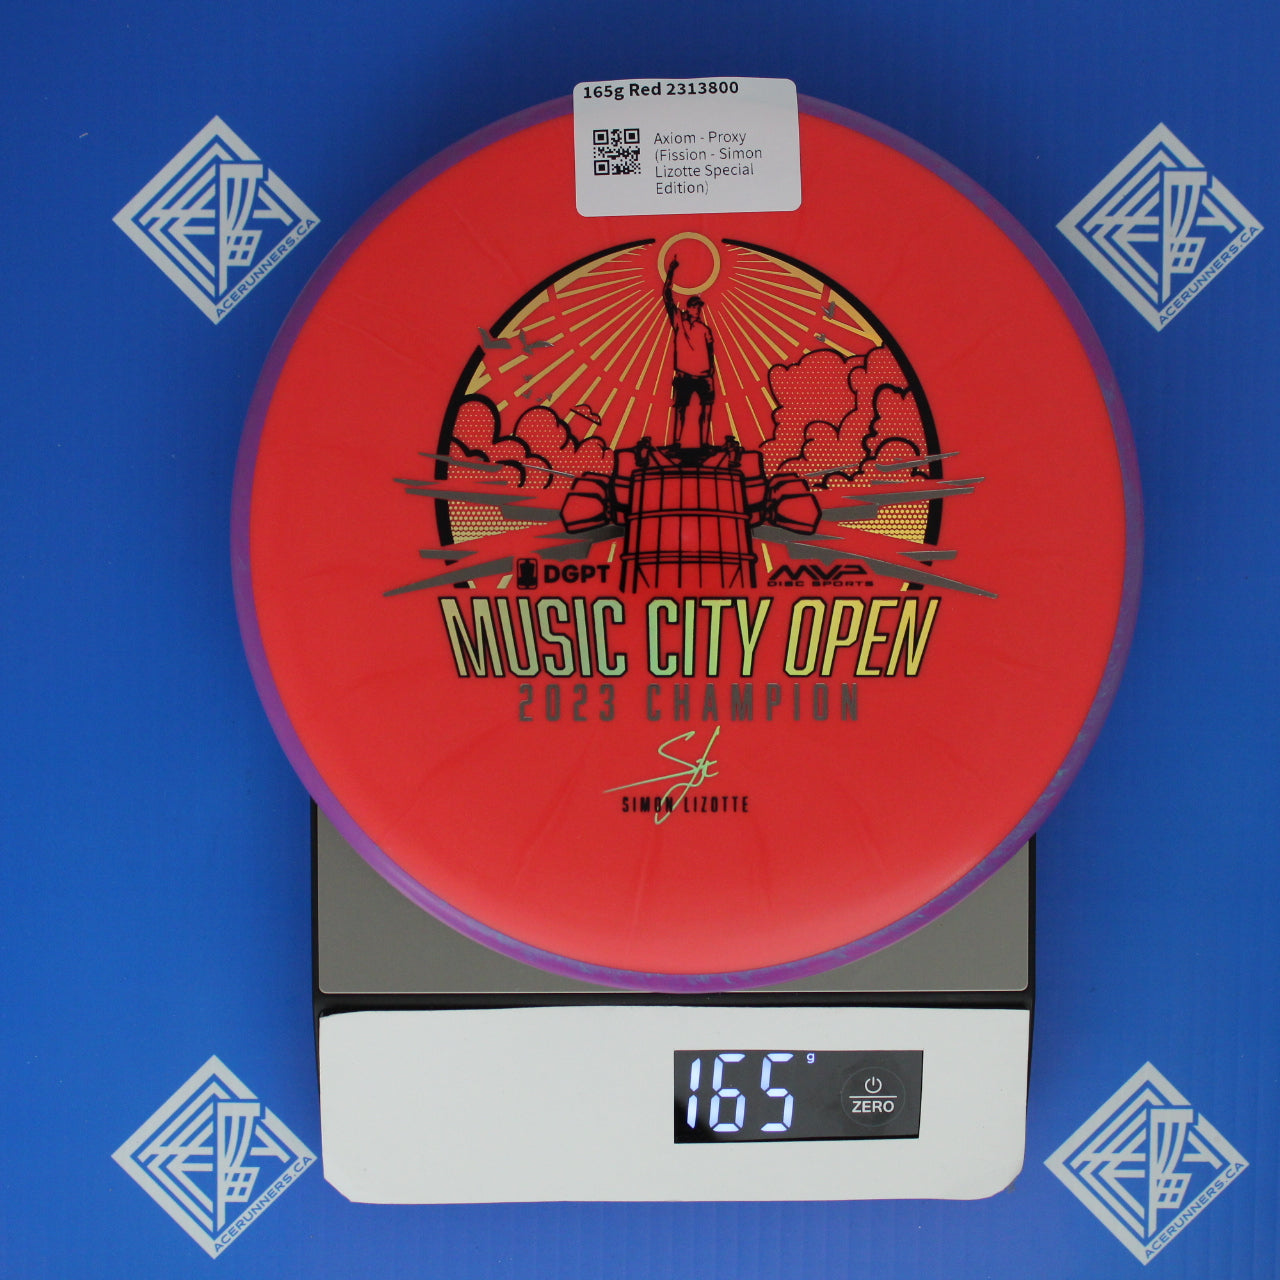 165g Red 2313800
Axiom - Proxy
(Fission - Simon
Lizotte Special
Edition)
ACERUNNERS.CA
ACERUNNERS.CA
DGPT
MVP
DISC SPORTS
MUSIC CITY OPEN
2023 CHAMPION
SIMON LIZOTTE
165 g
ZERO
ACERUNNERS.CA
ACERUNNERS.CA